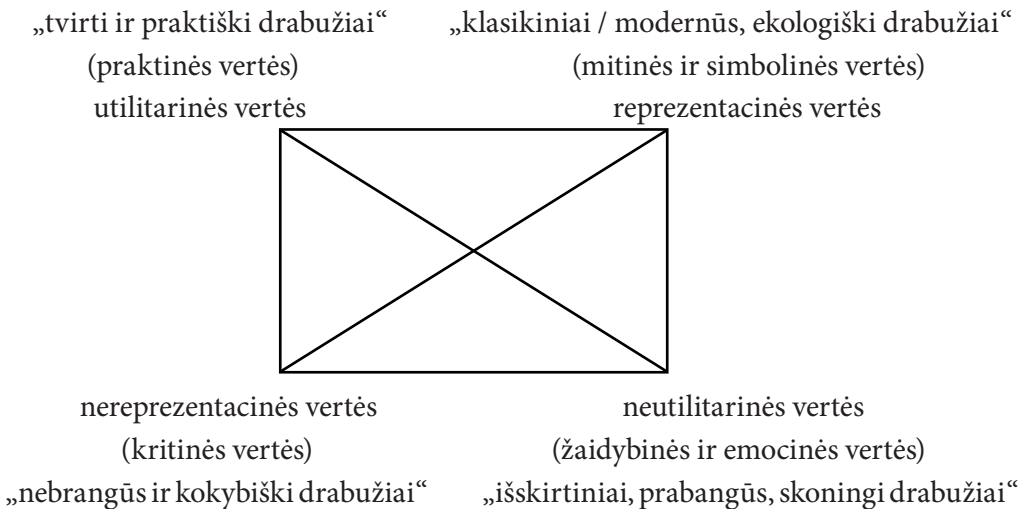 „tvirti ir praktiški drabužiai“
(praktinės vertės)
utilitarinės vertės
„klasikiniai / modernūs, ekologiški drabužiai“
(mitinės ir simbolinės vertės)
reprezentacinės vertės
nereprezentacinės vertės
(kritinės vertės)
„nebrangūs ir kokybiški drabužiai“
neutilitarinės vertės
(žaidybinės ir emocinės vertės)
„išskirtiniai, prabangūs, skoningi drabužiai“